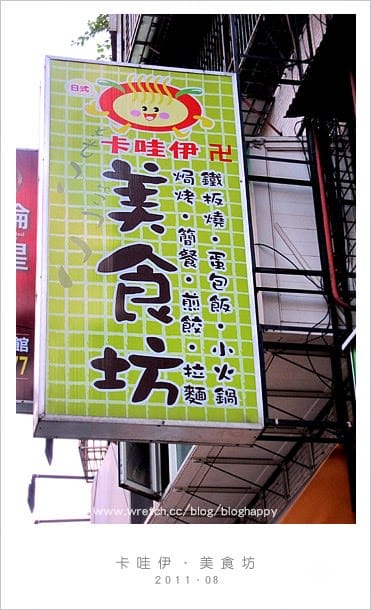 日式
卡哇伊卍
美食坊
鐵板燒・蛋包飯・小火鍋
焗烤・簡餐・煎餃・拉麵
館
www.wretch.cc/blog/bloghappy
卡哇伊・美食坊
2011・08